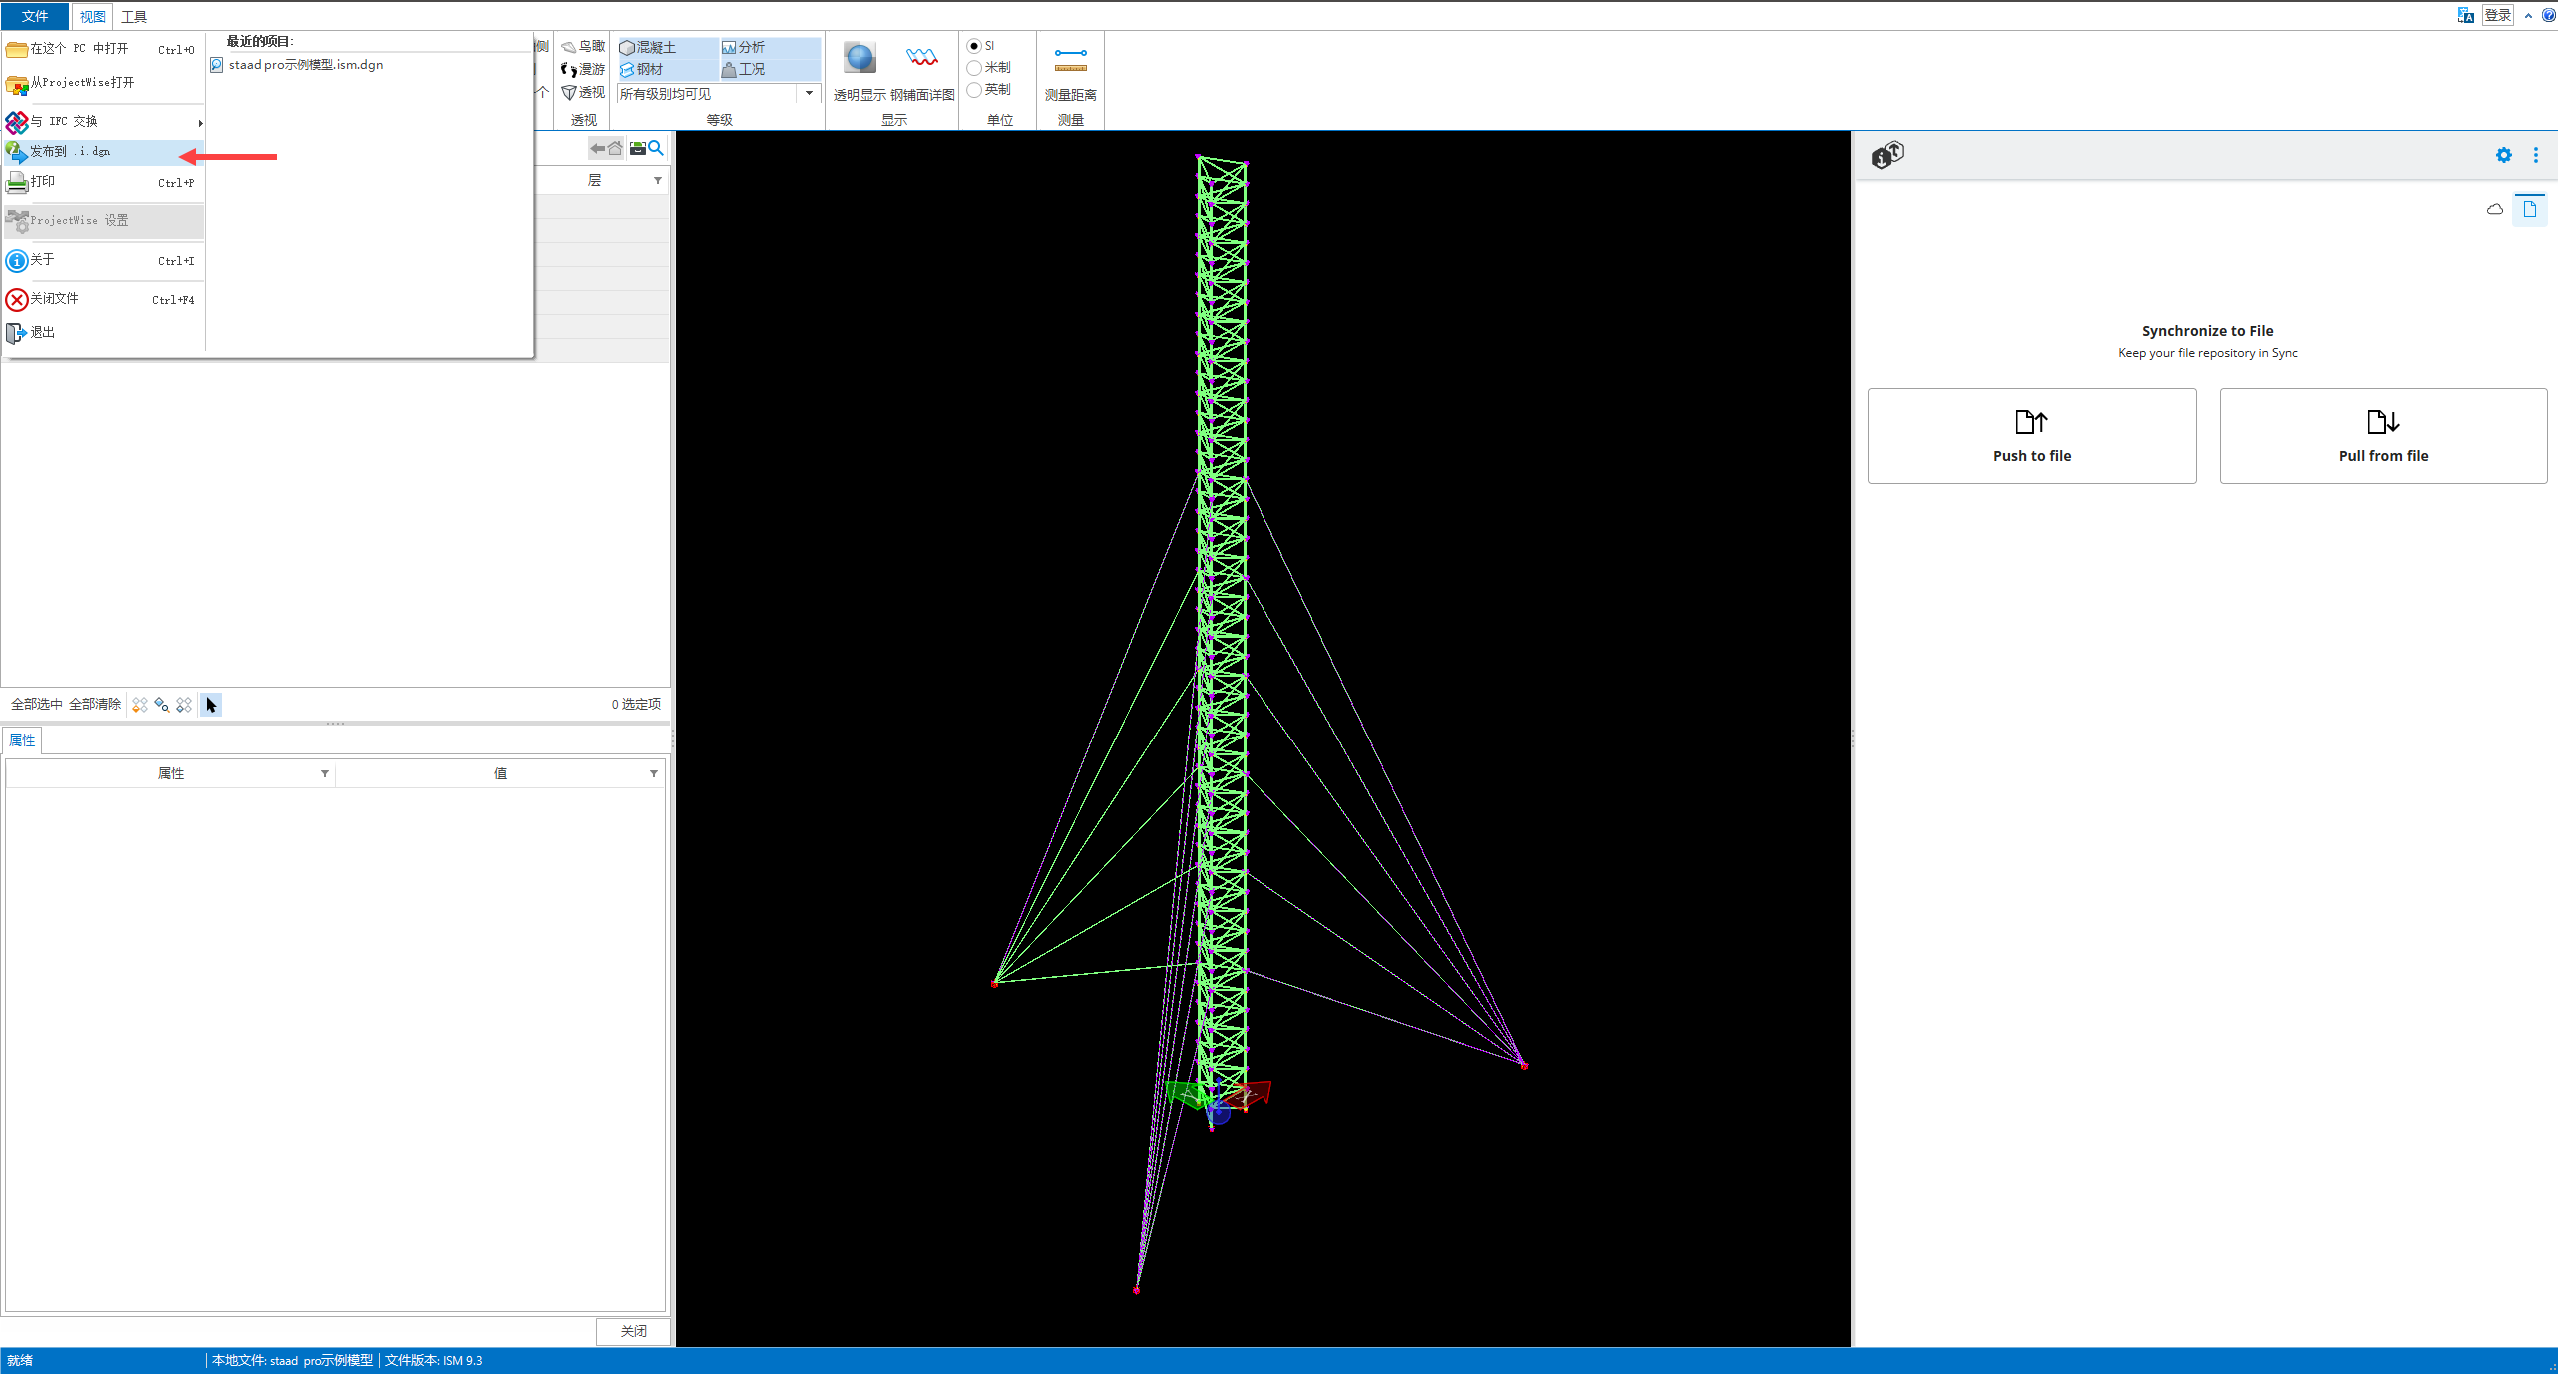 文件 视图 工具 登录
在这个 PC 中打开 Ctrl+O
从ProjectWise打开
与 IFC 交换
发布到 .i.dgn
打印 Ctrl+P
ProjectWise 设置
关于 Ctrl+I
关闭文件 Ctrl+F4
退出
最近的项目:
staad pro示例模型.ism.dgn
侧
个
鸟瞰
漫游
透视
透视
混凝土 分析
钢材 工况
所有级别均可见
等级
透明显示 钢铺面详图
显示
SI
米制
英制
单位
测量距离
测量
层
全部选中 全部清除 0 选定项
属性
属性 值
关闭
Synchronize to File
Keep your file repository in Sync
Push to file
Pull from file
就绪 本地文件: staad pro示例模型 文件版本: ISM 9.3